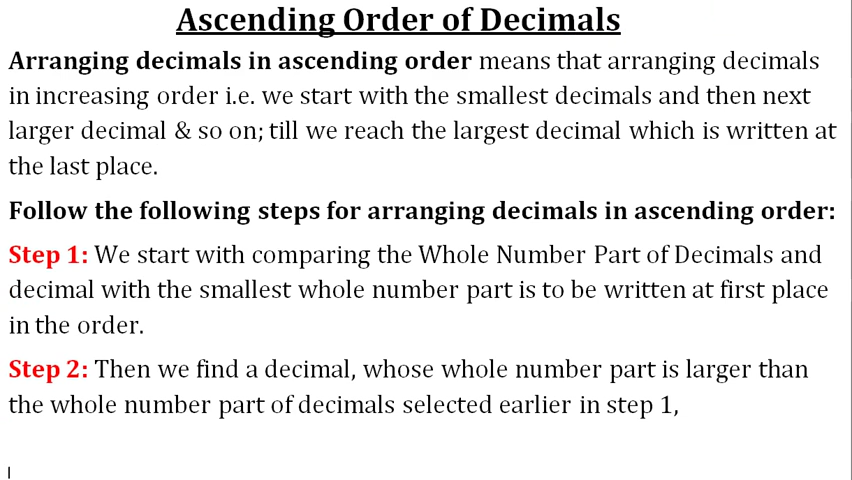 Ascending Order of Decimals
Arranging decimals in ascending order means that arranging decimals
in increasing order i.e. we start with the smallest decimals and then next
larger decimal & so on; till we reach the largest decimal which is written at
the last place.
Follow the following steps for arranging decimals in ascending order:
Step 1: We start with comparing the Whole Number Part of Decimals and
decimal with the smallest whole number part is to be written at first place
in the order.
Step 2: Then we find a decimal, whose whole number part is larger than
the whole number part of decimals selected earlier in step 1,